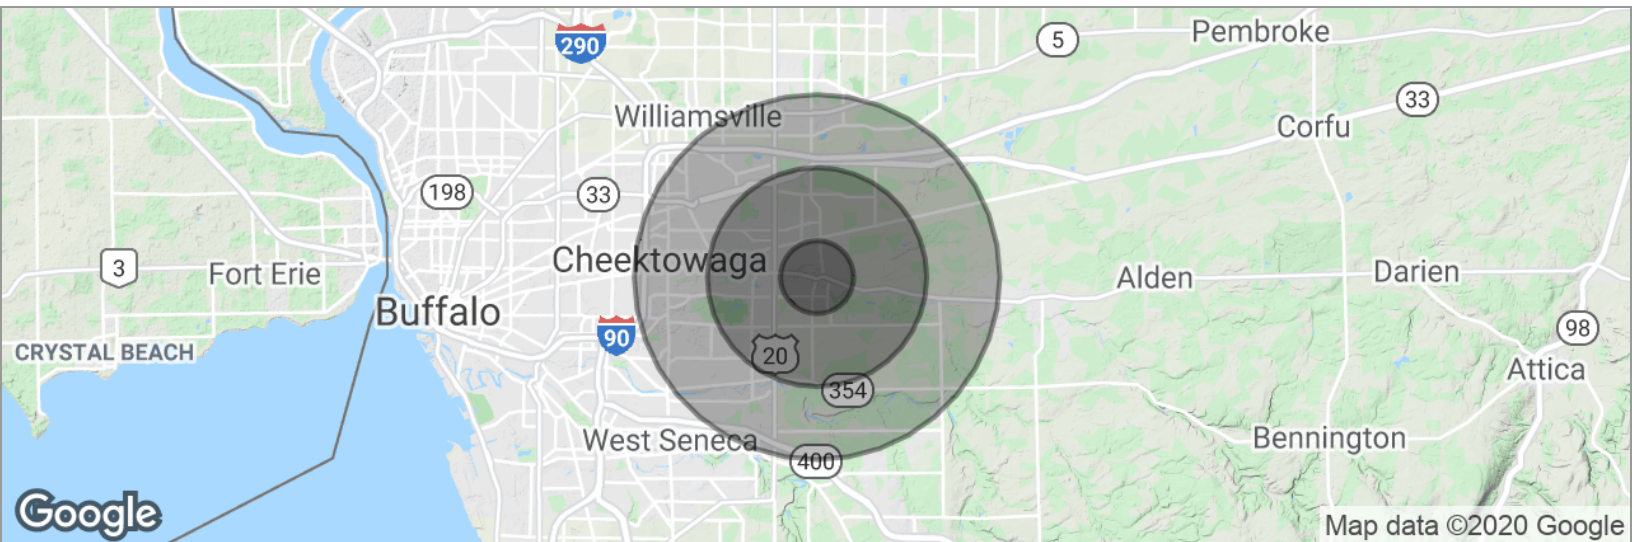 Pembroke
5
290
33
Williamsville
Corfu
198
33
Cheektowaga
3
Fort Erie
Alden
Darien
Buffalo
90
98
CRYSTAL BEACH
20
Attica
354
West Seneca
Bennington
400
Google
Map data ©2020 Google